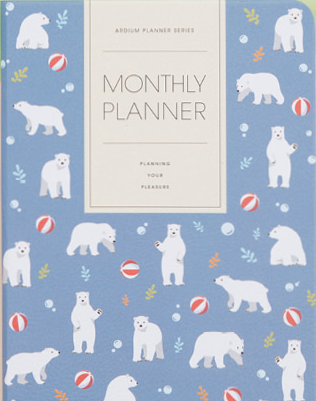 ARDIUM PLANNER SERIES
MONTHLY
PLANNER
PLANNING
YOUR
PLEASURE